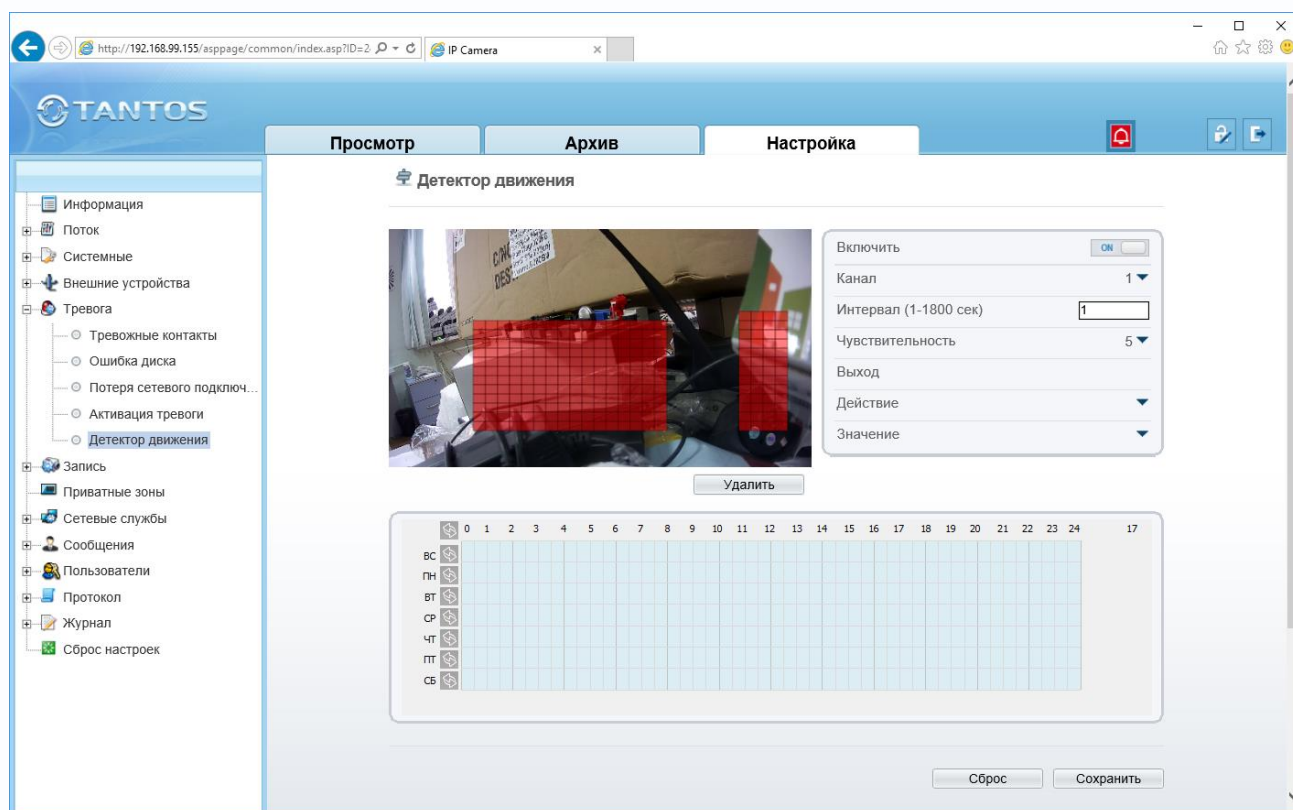 http://192.168.99.155/asppage/common/index.asp?ID=2
IP Camera
TANTOS
Просмотр
Архив
Настройка
Детектор движения
Информация
Поток
Системные
Внешние устройства
Тревога
Тревожные контакты
Ошибка диска
Потеря сетевого подключ...
Активация тревоги
Детектор движения
Запись
Приватные зоны
Сетевые службы
Сообщения
Пользователи
Протокол
Журнал
Сброс настроек
Включить ON
Канал 1
Интервал (1-1800 сек) 1
Чувствительность 5
Выход
Действие
Значение
Удалить
0 1 2 3 4 5 6 7 8 9 10 11 12 13 14 15 16 17 18 19 20 21 22 23 24 17
ВС
ПН
ВТ
СР
ЧТ
ПТ
СБ
Сброс
Сохранить